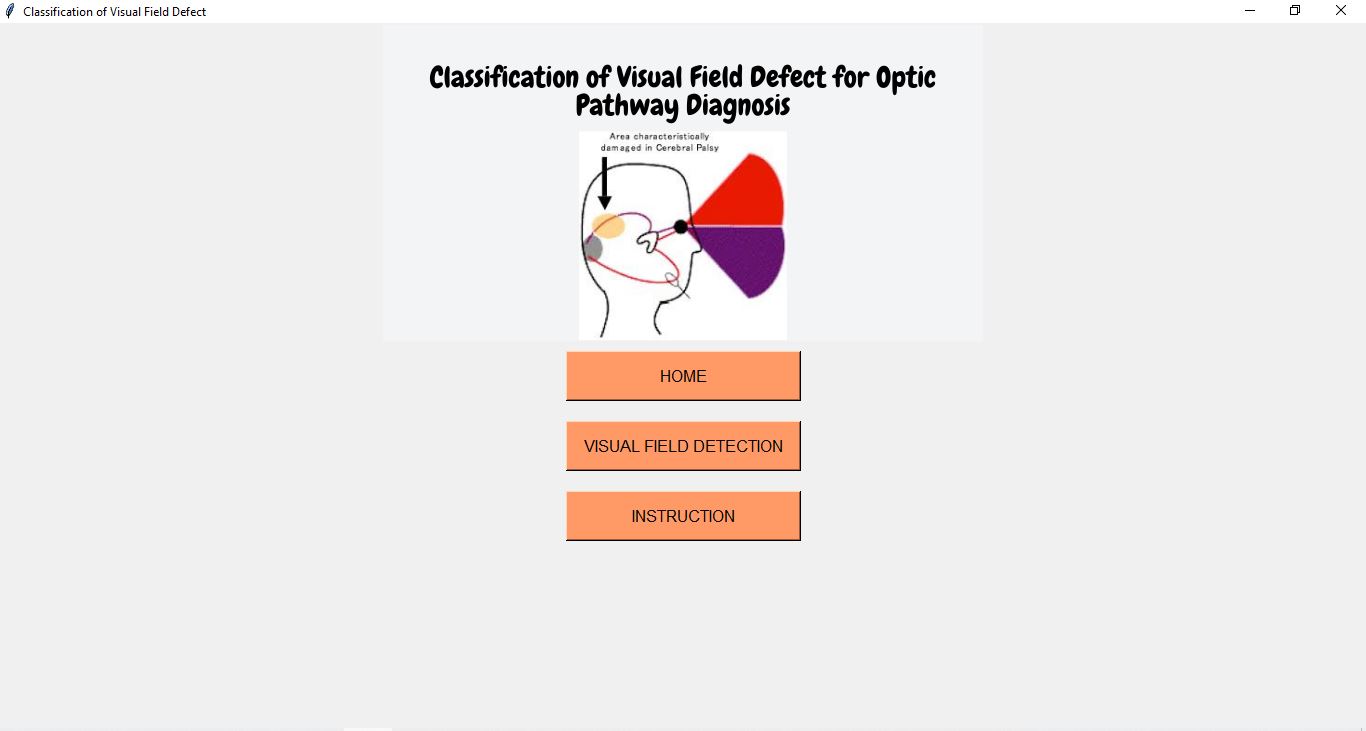 Classification of Visual Field Defect
Classification of Visual Field Defect for Optic
Pathway Diagnosis
Area characteristically
damaged in Cerebral Palsy
HOME
VISUAL FIELD DETECTION
INSTRUCTION